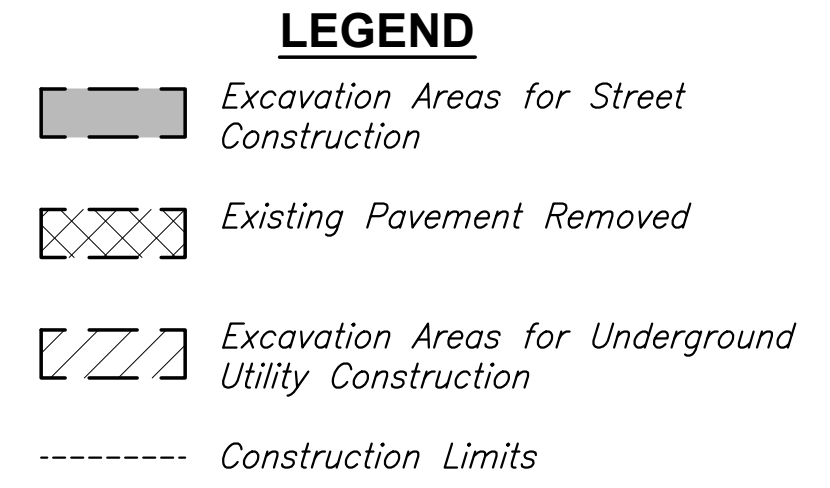 LEGEND
Excavation Areas for Street
Construction
Existing Pavement Removed
Excavation Areas for Underground
Utility Construction
Construction Limits